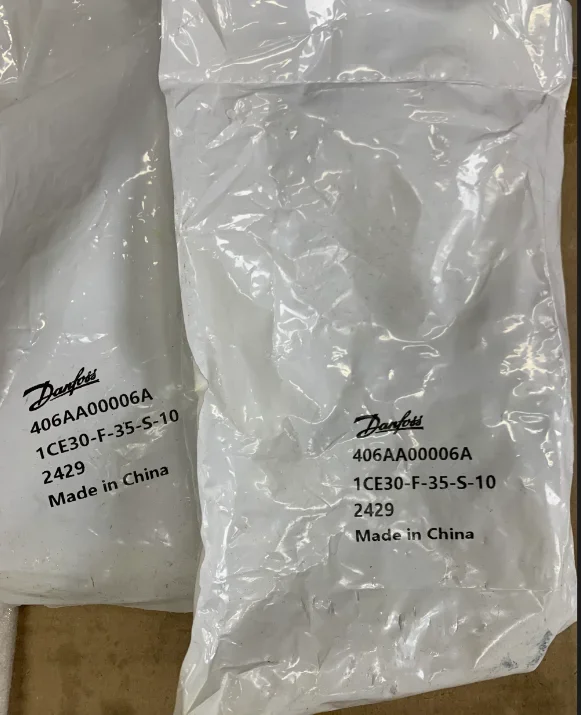 Danfoss
406AA00006A
1CE30-F-35-S-10
2429
Made in China
Danfoss
406AA00006A
1CE30-F-35-S-10
2429
Made in China